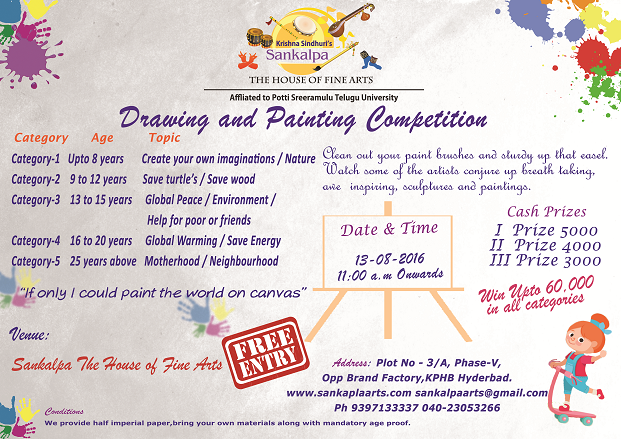 Krishna Sindhuri's
Sankalpa
THE HOUSE OF FINE ARTS
Affliated to Potti Sreeramulu Telugu University
Drawing and Painting Competition
Category Age Topic
Category-1 Upto 8 years Create your own imaginations / Nature
Category-2 9 to 12 years Save turtle's / Save wood
Category-3 13 to 15 years Global Peace / Environment /
Help for poor or friends
Category-4 16 to 20 years Global Warming / Save Energy
Category-5 25 years above Motherhood / Neighbourhood
"If only I could paint the world on canvas"
Clean out your paint brushes and sturdy up that easel.
Watch some of the artists conjure up breath taking,
awe inspiring, sculptures and paintings.
Date & Time
13-08-2016
11:00 a.m Onwards
Cash Prizes
I Prize 5000
II Prize 4000
III Prize 3000
Win Upto 60,000
in all categories
Venue:
Sankalpa The House of Fine Arts
FREE
ENTRY
Address: Plot No - 3/A, Phase-V,
Opp Brand Factory,KPHB Hyderbad.
www.sankaplaarts.com sankalpaarts@gmail.com
Ph 9397133337 040-23053266
Conditions
We provide half imperial paper,bring your own materials along with mandatory age proof.